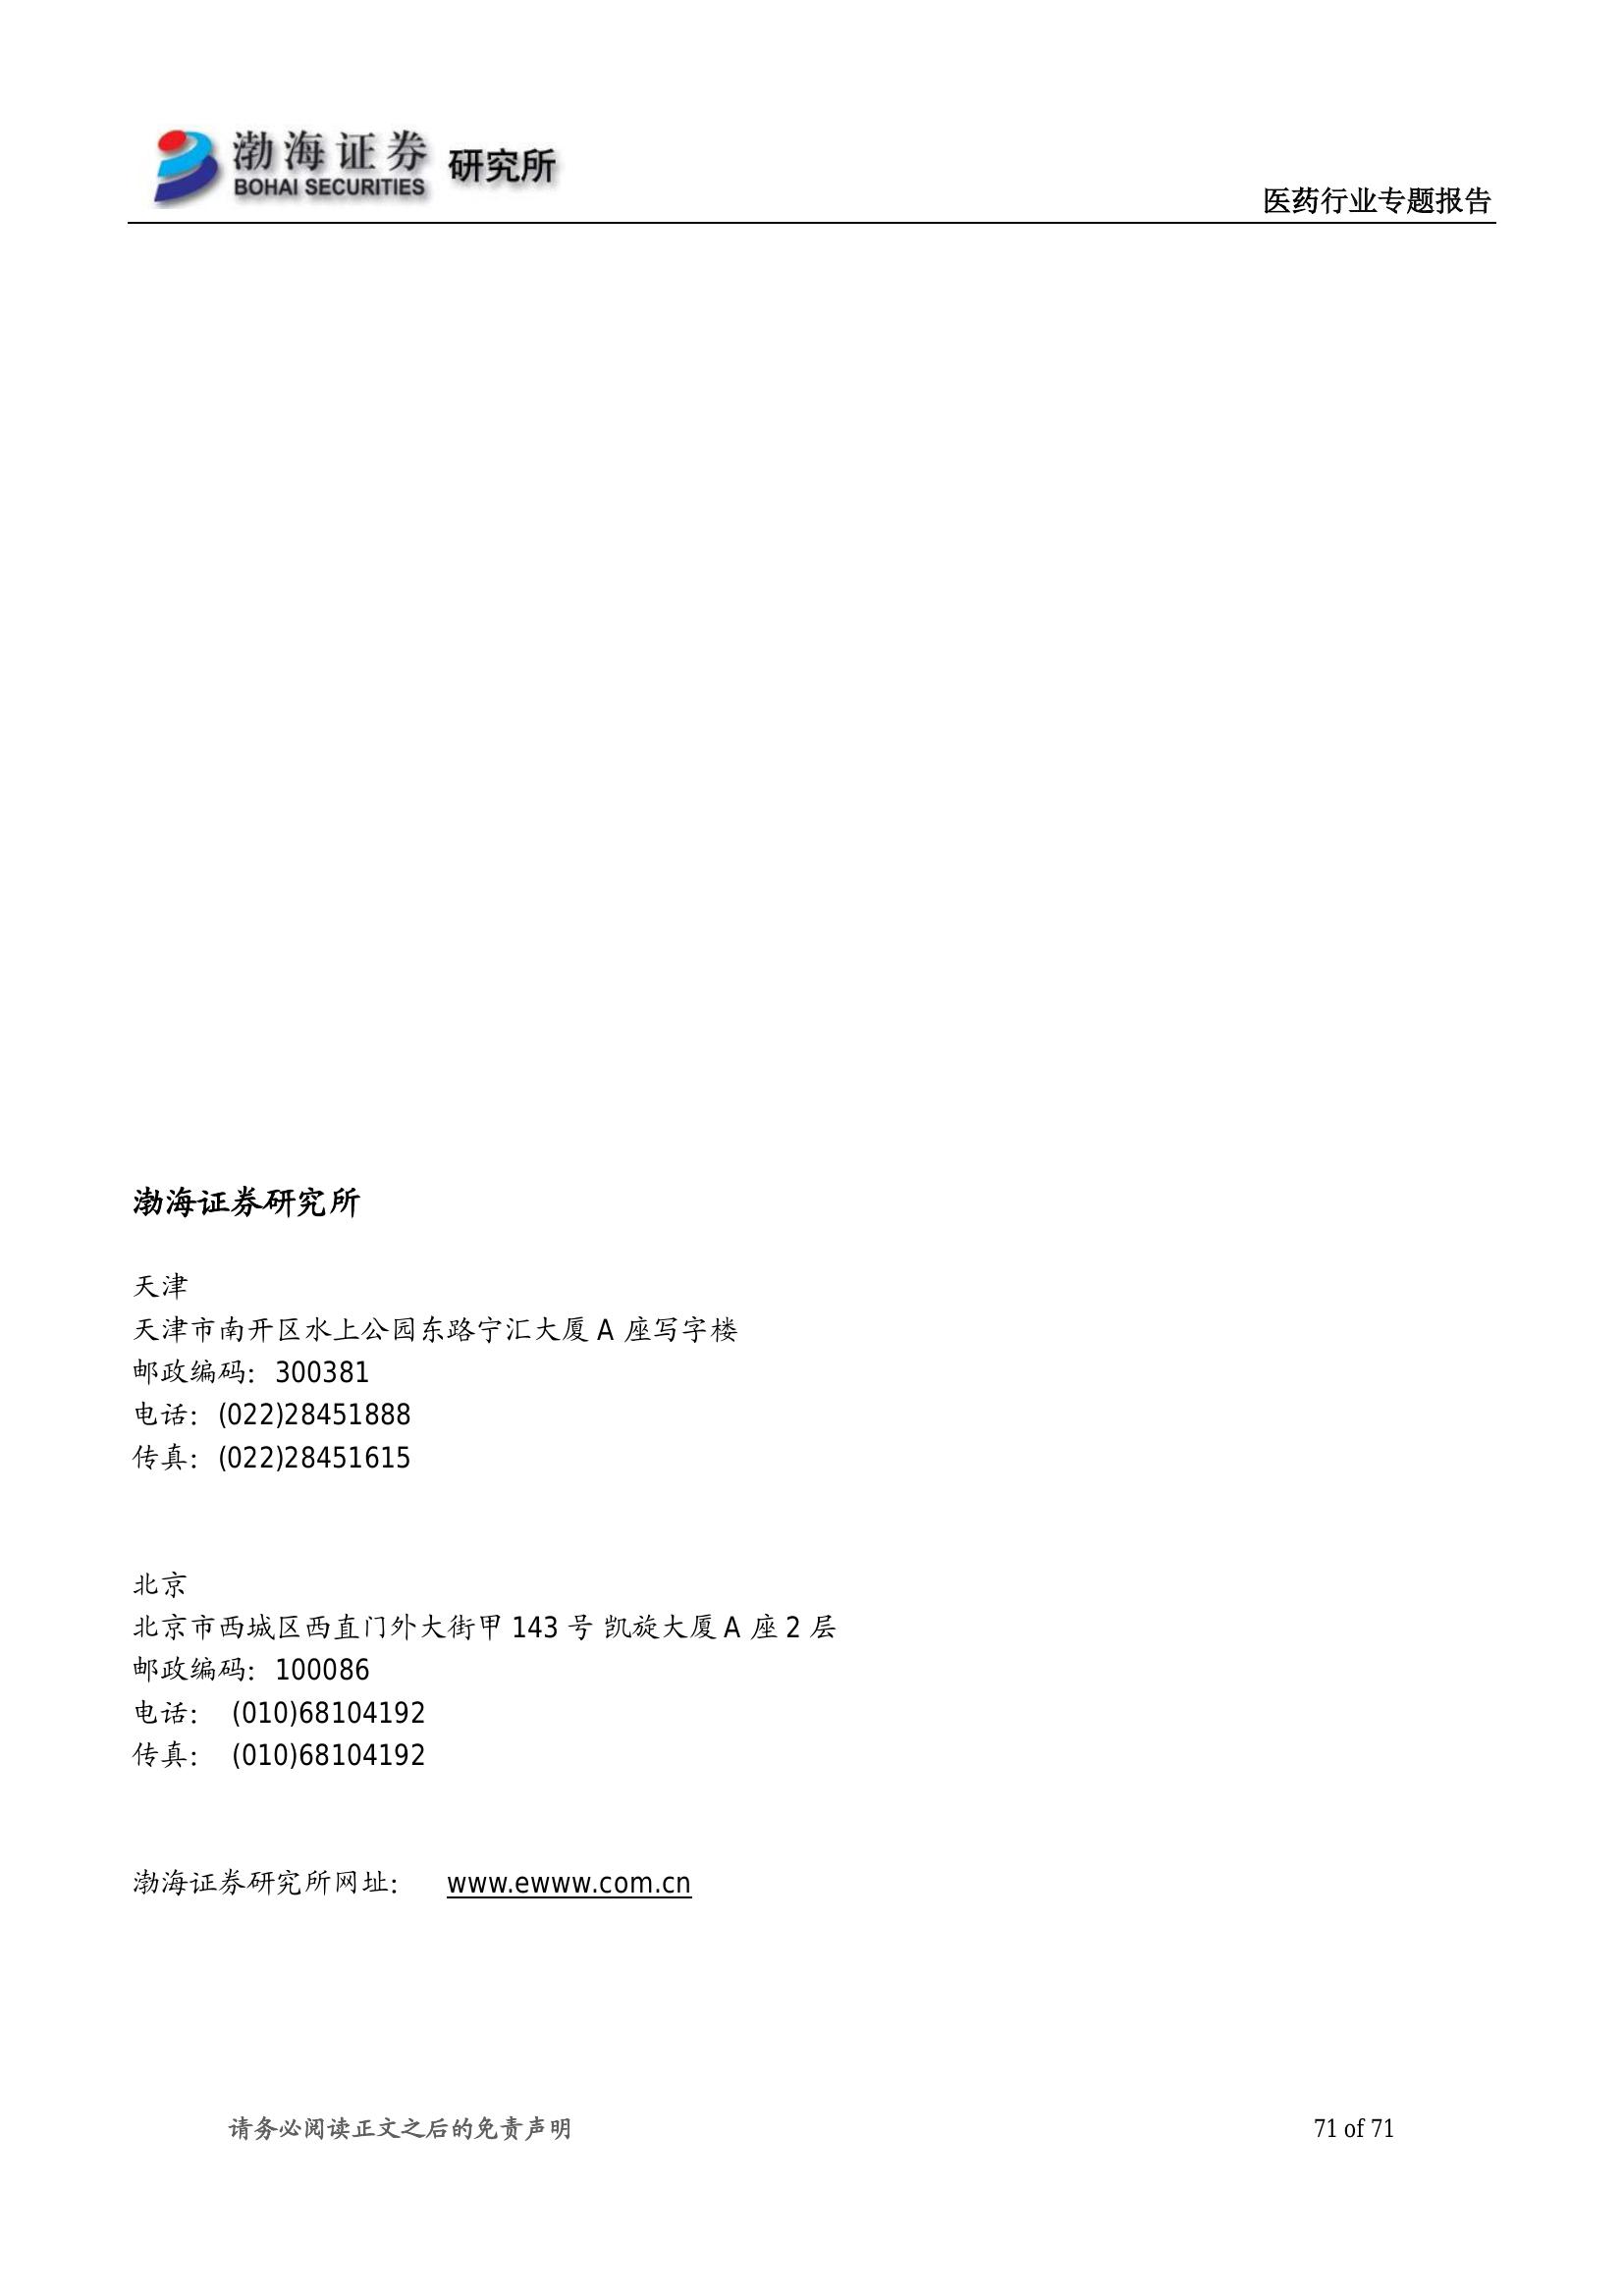 渤海证券 研究所
BOHAI SECURITIES
医药行业专题报告
渤海证券研究所
天津
天津市南开区水上公园东路宁汇大厦 A 座写字楼
邮政编码：300381
电话：(022)28451888
传真：(022)28451615
北京
北京市西城区西直门外大街甲 143 号 凯旋大厦 A 座 2 层
邮政编码：100086
电话： (010)68104192
传真： (010)68104192
渤海证券研究所网址： www.ewww.com.cn
请务必阅读正文之后的免责声明 71 of 71